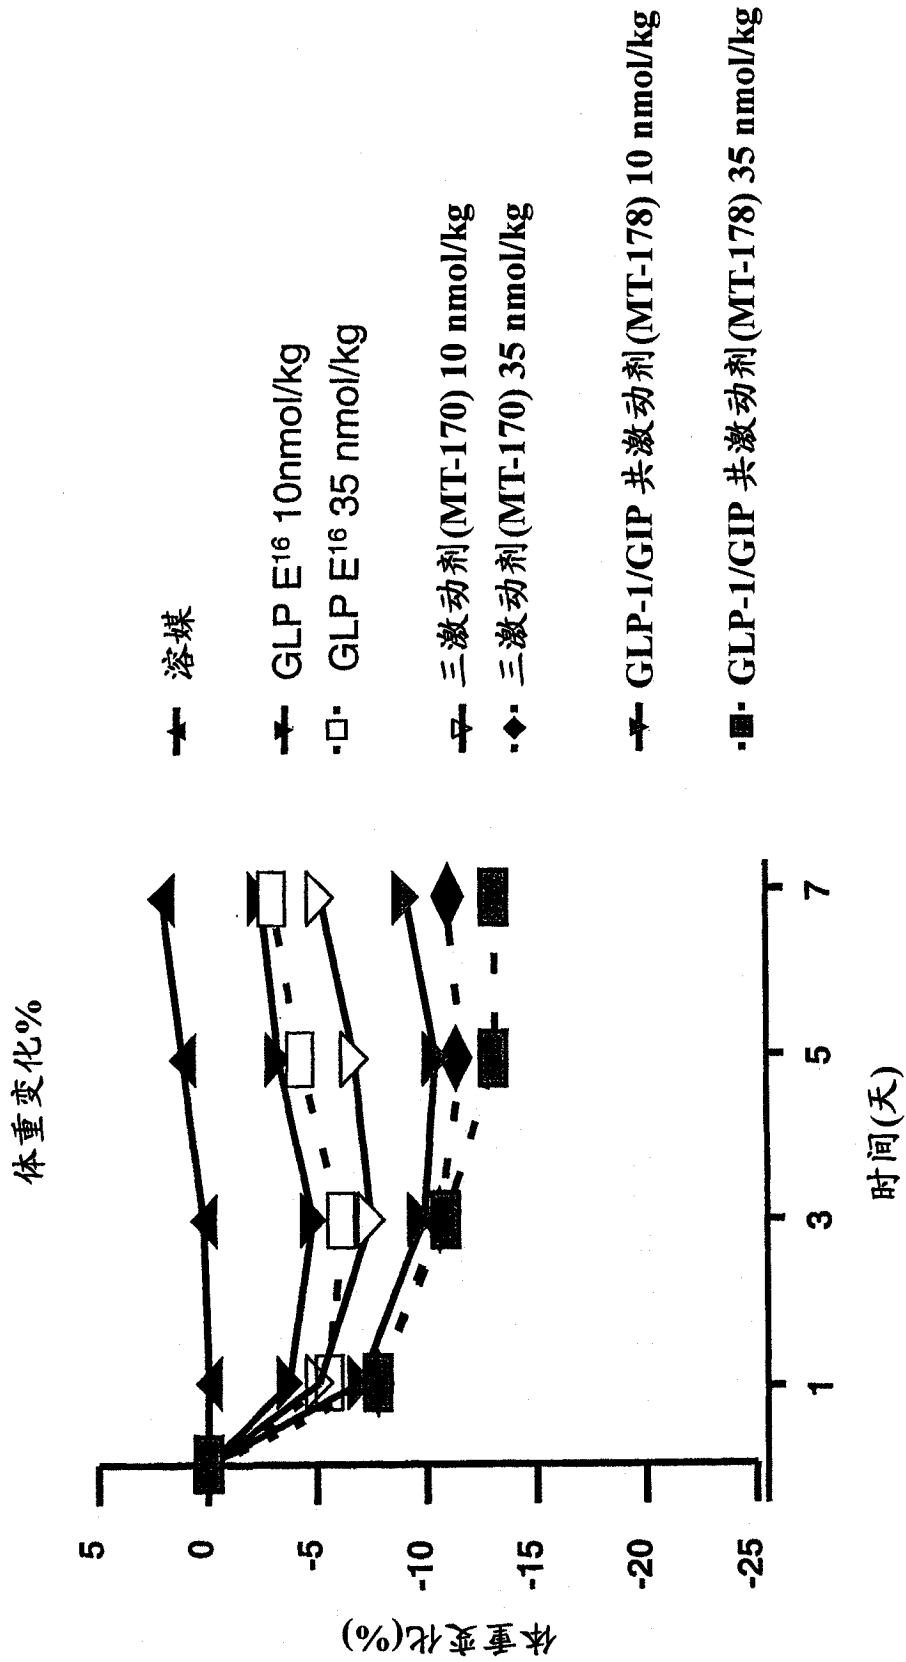 体重变化%
体重变化(%)
5
0
-5
-10
-15
-20
-25
1
3
5
7
时间(天)
溶媒
GLP E¹⁶ 10nmol/kg
GLP E¹⁶ 35 nmol/kg
三激动剂(MT-170) 10 nmol/kg
三激动剂(MT-170) 35 nmol/kg
GLP-1/GIP 共激动剂(MT-178) 10 nmol/kg
GLP-1/GIP 共激动剂(MT-178) 35 nmol/kg